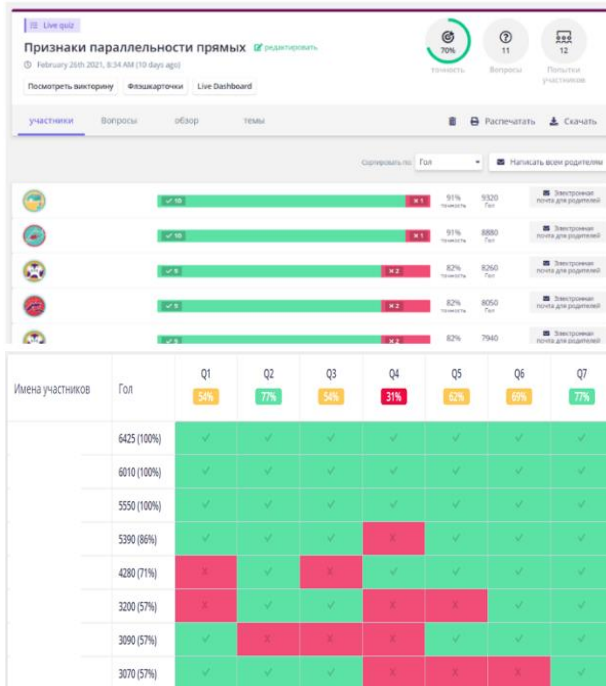 Live quiz
Признаки параллельности прямых редактировать
February 26th 2021, 8:34 AM (10 days ago)
Посмотреть викторину Флэшкарточки Live Dashboard
70%
точность
11
Вопросы
12
Попытки участников
участники Вопросы обзор темы Распечатать Скачать
Сортировать по: Гол Написать всем родителям
10 1 91% точность 9320 Гол Электронная почта для родителей
10 1 91% точность 8880 Гол Электронная почта для родителей
2 82% точность 8260 Гол Электронная почта для родителей
2 82% точность 8050 Гол Электронная почта для родителей
2 82% 7940 Электронная почта для родителей
Имена участников Гол Q1 Q2 Q3 Q4 Q5 Q6 Q7
54% 77% 54% 31% 62% 69% 77%
6425 (100%)
6010 (100%)
5550 (100%)
5390 (86%) X
4280 (71%) X X
3200 (57%) X X X
3090 (57%) X X X
3070 (57%) X X X